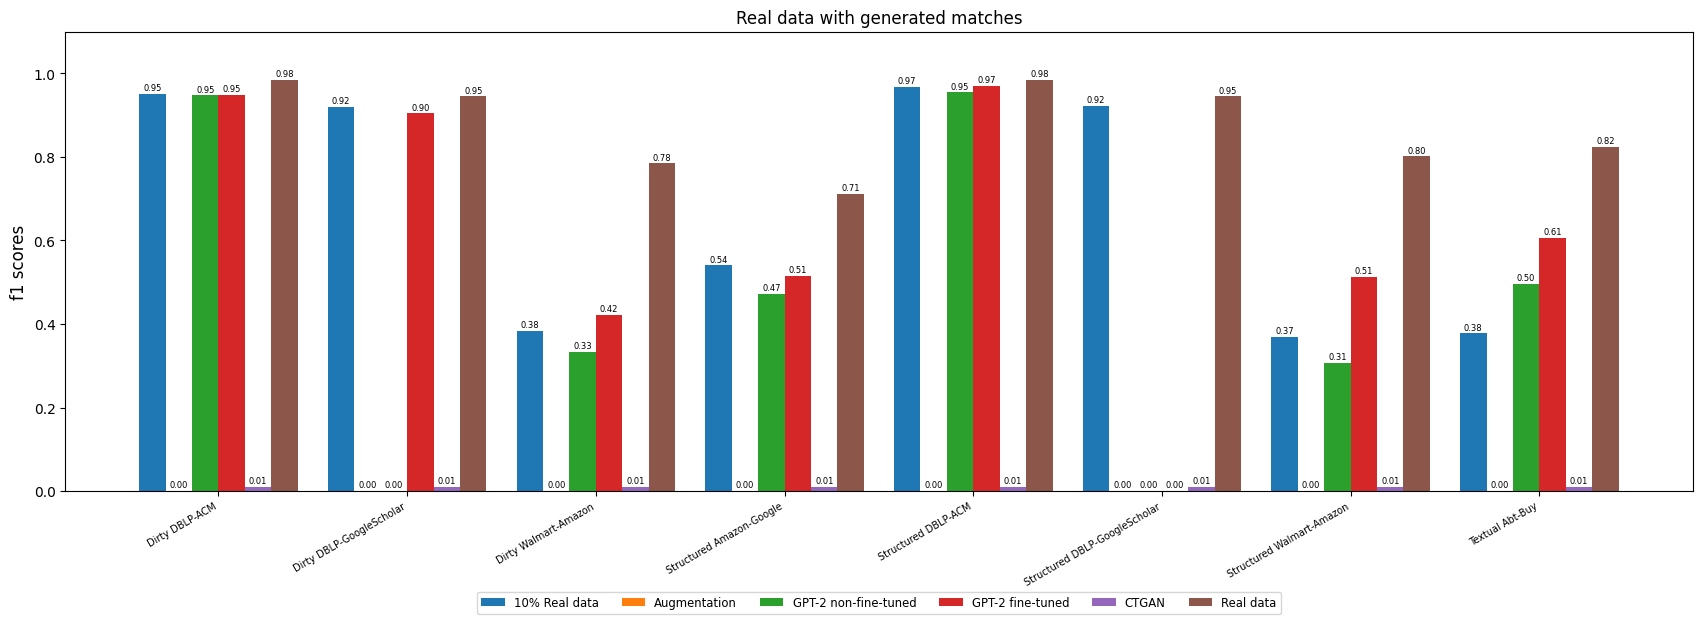 Real data with generated matches
f1 scores
1.0
0.8
0.6
0.4
0.2
0.0
0.95 0.00 0.95 0.95 0.01 0.98
0.92 0.00 0.00 0.90 0.01 0.95
0.38 0.00 0.33 0.42 0.01 0.78
0.54 0.00 0.47 0.51 0.01 0.71
0.97 0.00 0.95 0.97 0.01 0.98
0.92 0.00 0.00 0.00 0.01 0.95
0.37 0.00 0.31 0.51 0.01 0.80
0.38 0.00 0.50 0.61 0.01 0.82
Dirty DBLP-ACM
Dirty DBLP-GoogleScholar
Dirty Walmart-Amazon
Structured Amazon-Google
Structured DBLP-ACM
Structured DBLP-GoogleScholar
Structured Walmart-Amazon
Textual Abt-Buy
10% Real data Augmentation GPT-2 non-fine-tuned GPT-2 fine-tuned CTGAN Real data